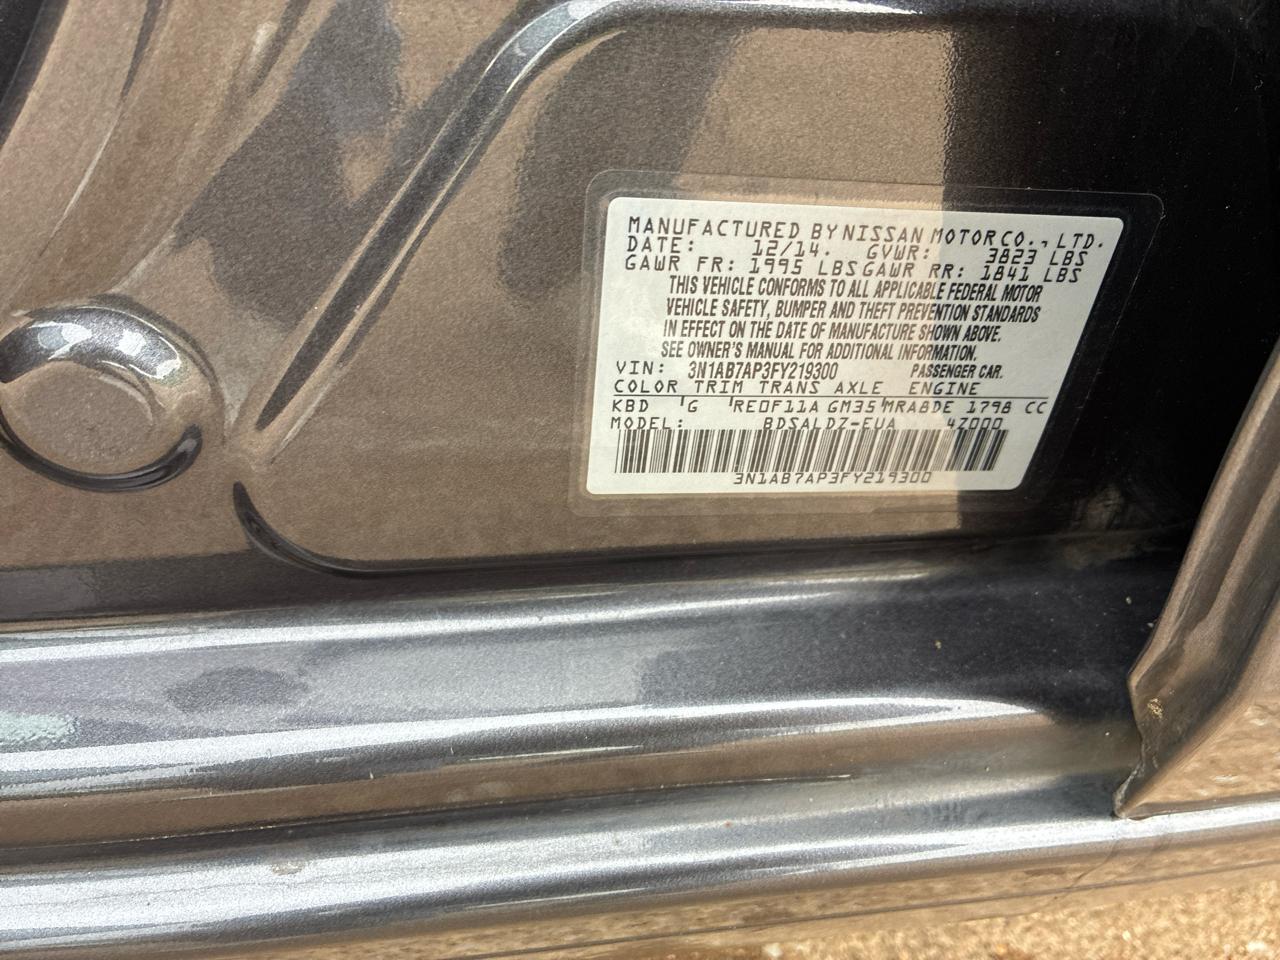 MANUFACTURED BY NISSAN MOTOR CO., LTD.
DATE: 12/14. GVWR: 3823 LBS
GAWR FR: 1995 LBS GAWR RR: 1841 LBS
THIS VEHICLE CONFORMS TO ALL APPLICABLE FEDERAL MOTOR
VEHICLE SAFETY, BUMPER AND THEFT PREVENTION STANDARDS
IN EFFECT ON THE DATE OF MANUFACTURE SHOWN ABOVE.
SEE OWNER'S MANUAL FOR ADDITIONAL INFORMATION.
VIN: 3N1AB7AP3FY219300 PASSENGER CAR.
COLOR TRIM TRANS AXLE ENGINE
KBD G RE0F11A GM35 MRA8DE 1798 CC
MODEL: BDSALDZ-EUA 4Z000
3N1AB7AP3FY219300